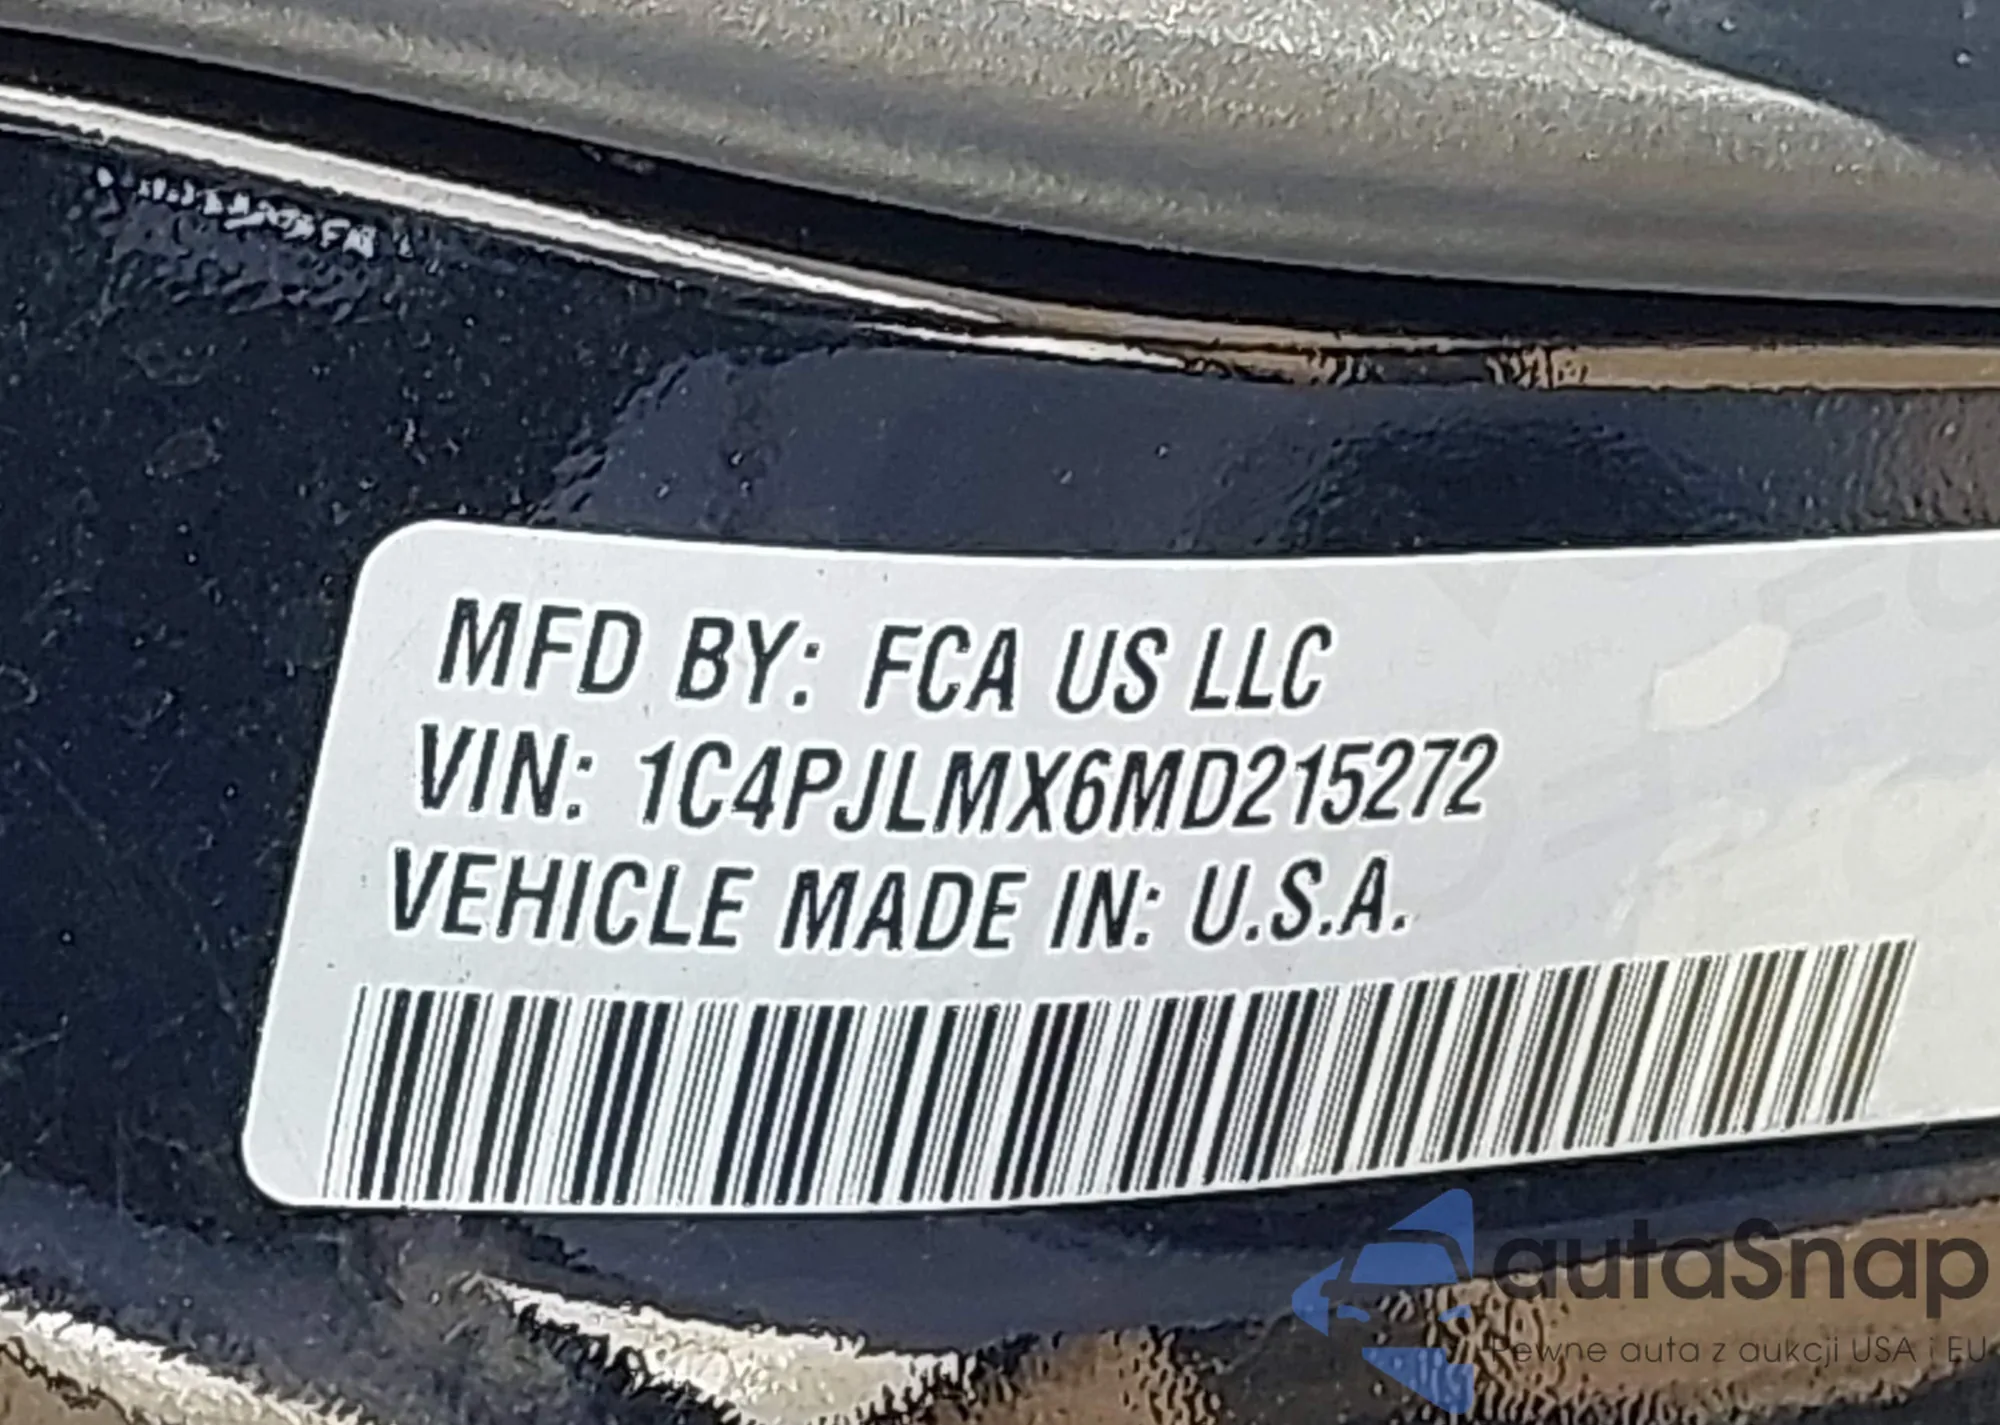 MFD BY: FCA US LLC
VIN: 1C4PJLMX6MD215272
VEHICLE MADE IN: U.S.A.
autaSnap
Pewne auta z aukcji USA i EU